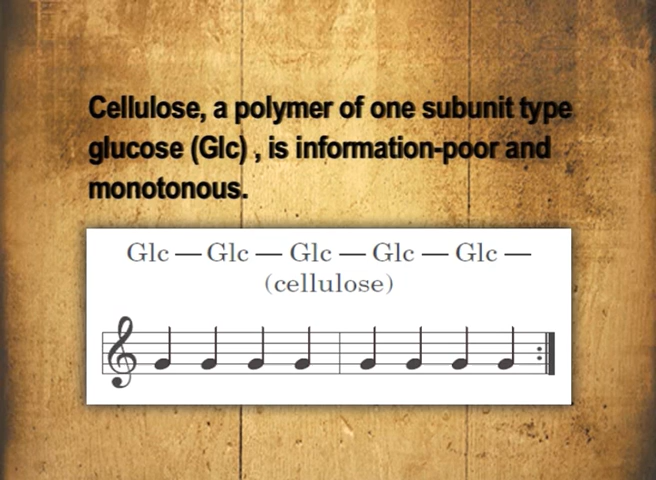 Cellulose, a polymer of one subunit type
glucose (Glc) , is information-poor and
monotonous.
Glc — Glc — Glc — Glc — Glc —
(cellulose)